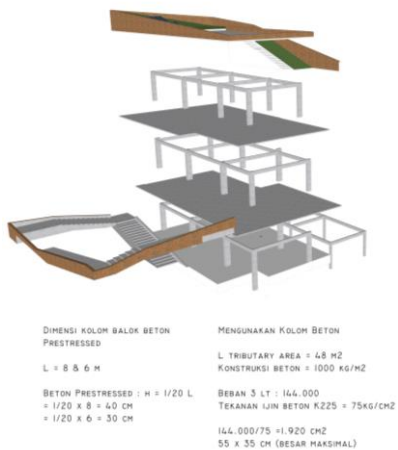 DIMENSI KOLOM BALOK BETON
PRESTRESSED
L = 8 & 6 M
BETON PRESTRESSED : H = 1/20 L
= 1/20 X 8 = 40 CM
= 1/20 X 6 = 30 CM
MENGUNAKAN KOLOM BETON
L TRIBUTARY AREA = 48 M2
KONSTRUKSI BETON = 1000 KG/M2
BEBAN 3 LT : 144.000
TEKANAN IJIN BETON K225 = 75KG/CM2
144.000/75 =1.920 CM2
55 X 35 CM (BESAR MAKSIMAL)